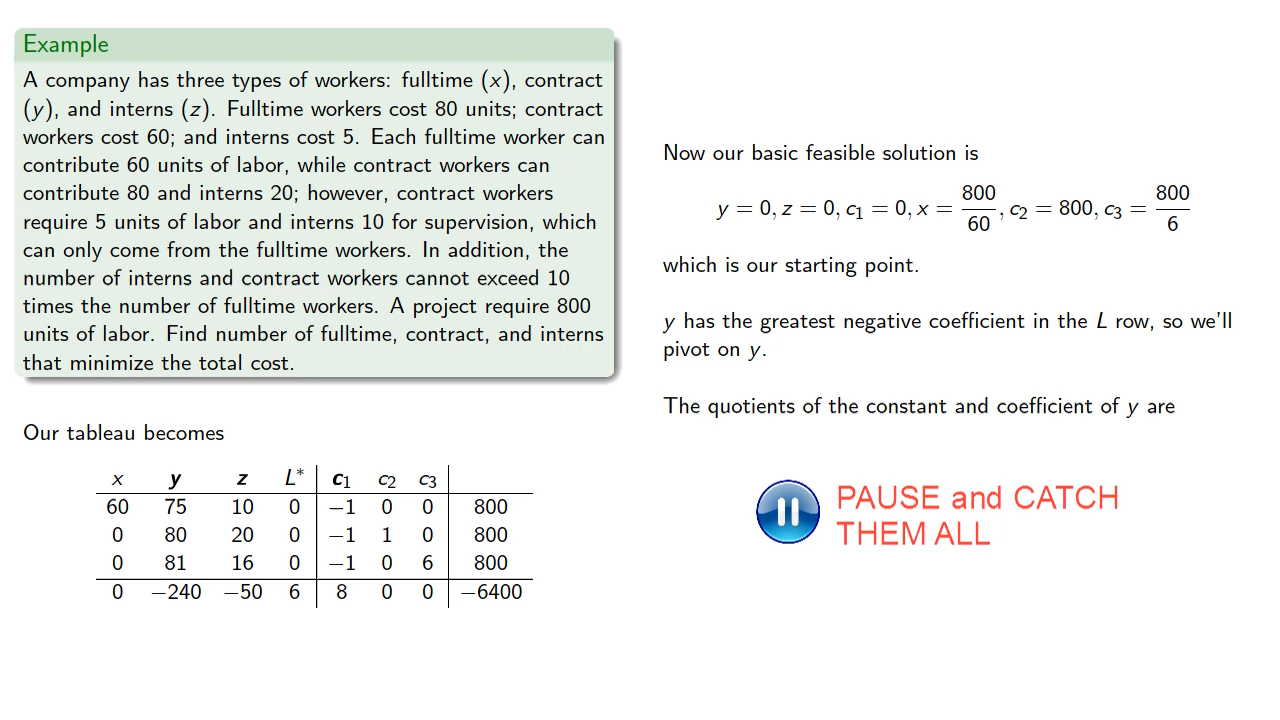 Example
A company has three types of workers: fulltime (x), contract
(y), and interns (z). Fulltime workers cost 80 units; contract
workers cost 60; and interns cost 5. Each fulltime worker can
contribute 60 units of labor, while contract workers can
contribute 80 and interns 20; however, contract workers
require 5 units of labor and interns 10 for supervision, which
can only come from the fulltime workers. In addition, the
number of interns and contract workers cannot exceed 10
times the number of fulltime workers. A project require 800
units of labor. Find number of fulltime, contract, and interns
that minimize the total cost.
Our tableau becomes
x y z L* c₁ c₂ c₃
60 75 10 0 −1 0 0 800
0 80 20 0 −1 1 0 800
0 81 16 0 −1 0 6 800
0 −240 −50 6 8 0 0 −6400
Now our basic feasible solution is
y = 0, z = 0, c₁ = 0, x = 800/60, c₂ = 800, c₃ = 800/6
which is our starting point.
y has the greatest negative coefficient in the L row, so we'll
pivot on y.
The quotients of the constant and coefficient of y are
PAUSE and CATCH
THEM ALL